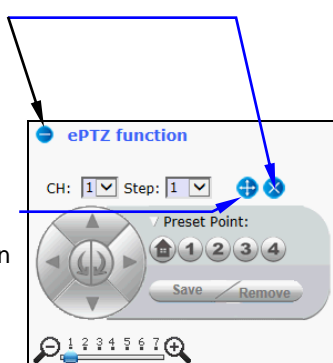 ePTZ function
CH: 1 Step: 1
Preset Point:
n
1 2 3 4
Save Remove
1 2 3 4 5 6 7